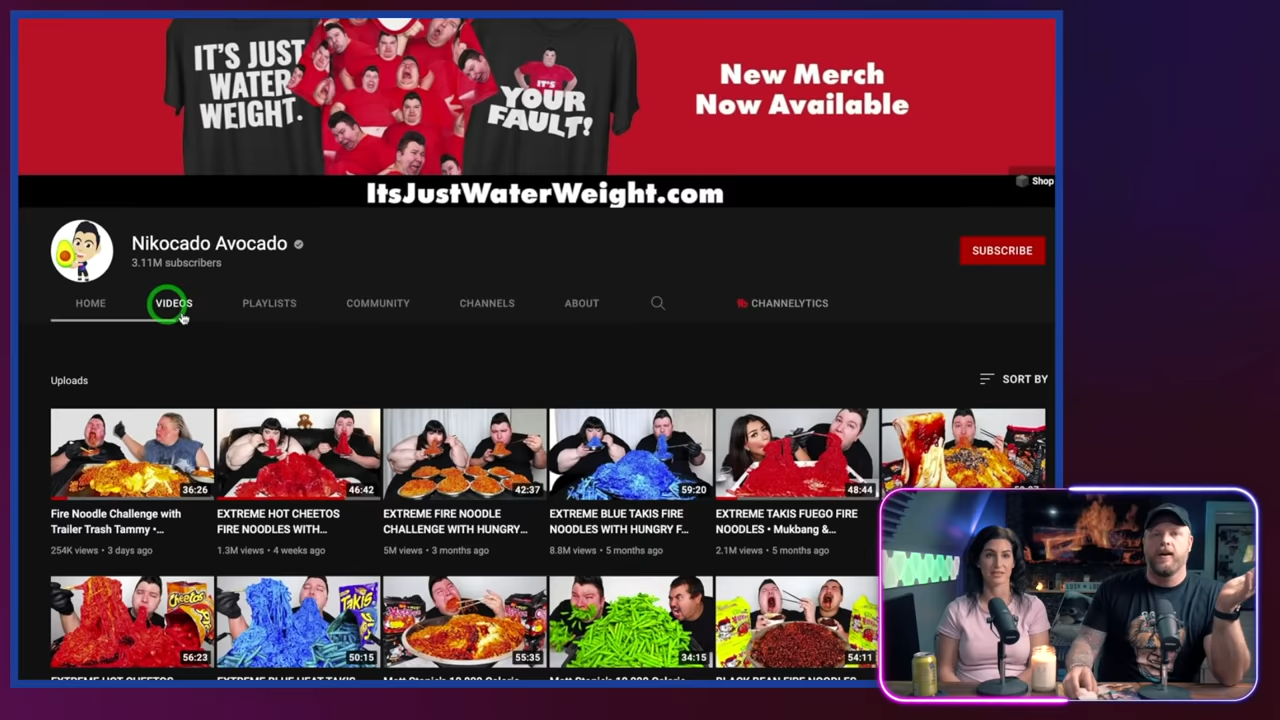 IT'S JUST
WATER
WEIGHT.
IT'S
YOUR
FAULT!
New Merch
Now Available
ItsJustWaterWeight.com
Shop
Nikocado Avocado
3.11M subscribers
SUBSCRIBE
HOME
VIDEOS
PLAYLISTS
COMMUNITY
CHANNELS
ABOUT
CHANNELYTICS
Uploads
SORT BY
36:26
46:42
42:37
59:20
48:44
Fire Noodle Challenge with
Trailer Trash Tammy •...
254K views • 3 days ago
EXTREME HOT CHEETOS
FIRE NOODLES WITH...
1.3M views • 4 weeks ago
EXTREME FIRE NOODLE
CHALLENGE WITH HUNGRY...
5M views • 3 months ago
EXTREME BLUE TAKIS FIRE
NOODLES WITH HUNGRY F...
8.8M views • 5 months ago
EXTREME TAKIS FUEGO FIRE
NOODLES • Mukbang &...
2.1M views • 5 months ago
Cheetos
TAKIS
56:23
50:15
55:35
34:15
54:11